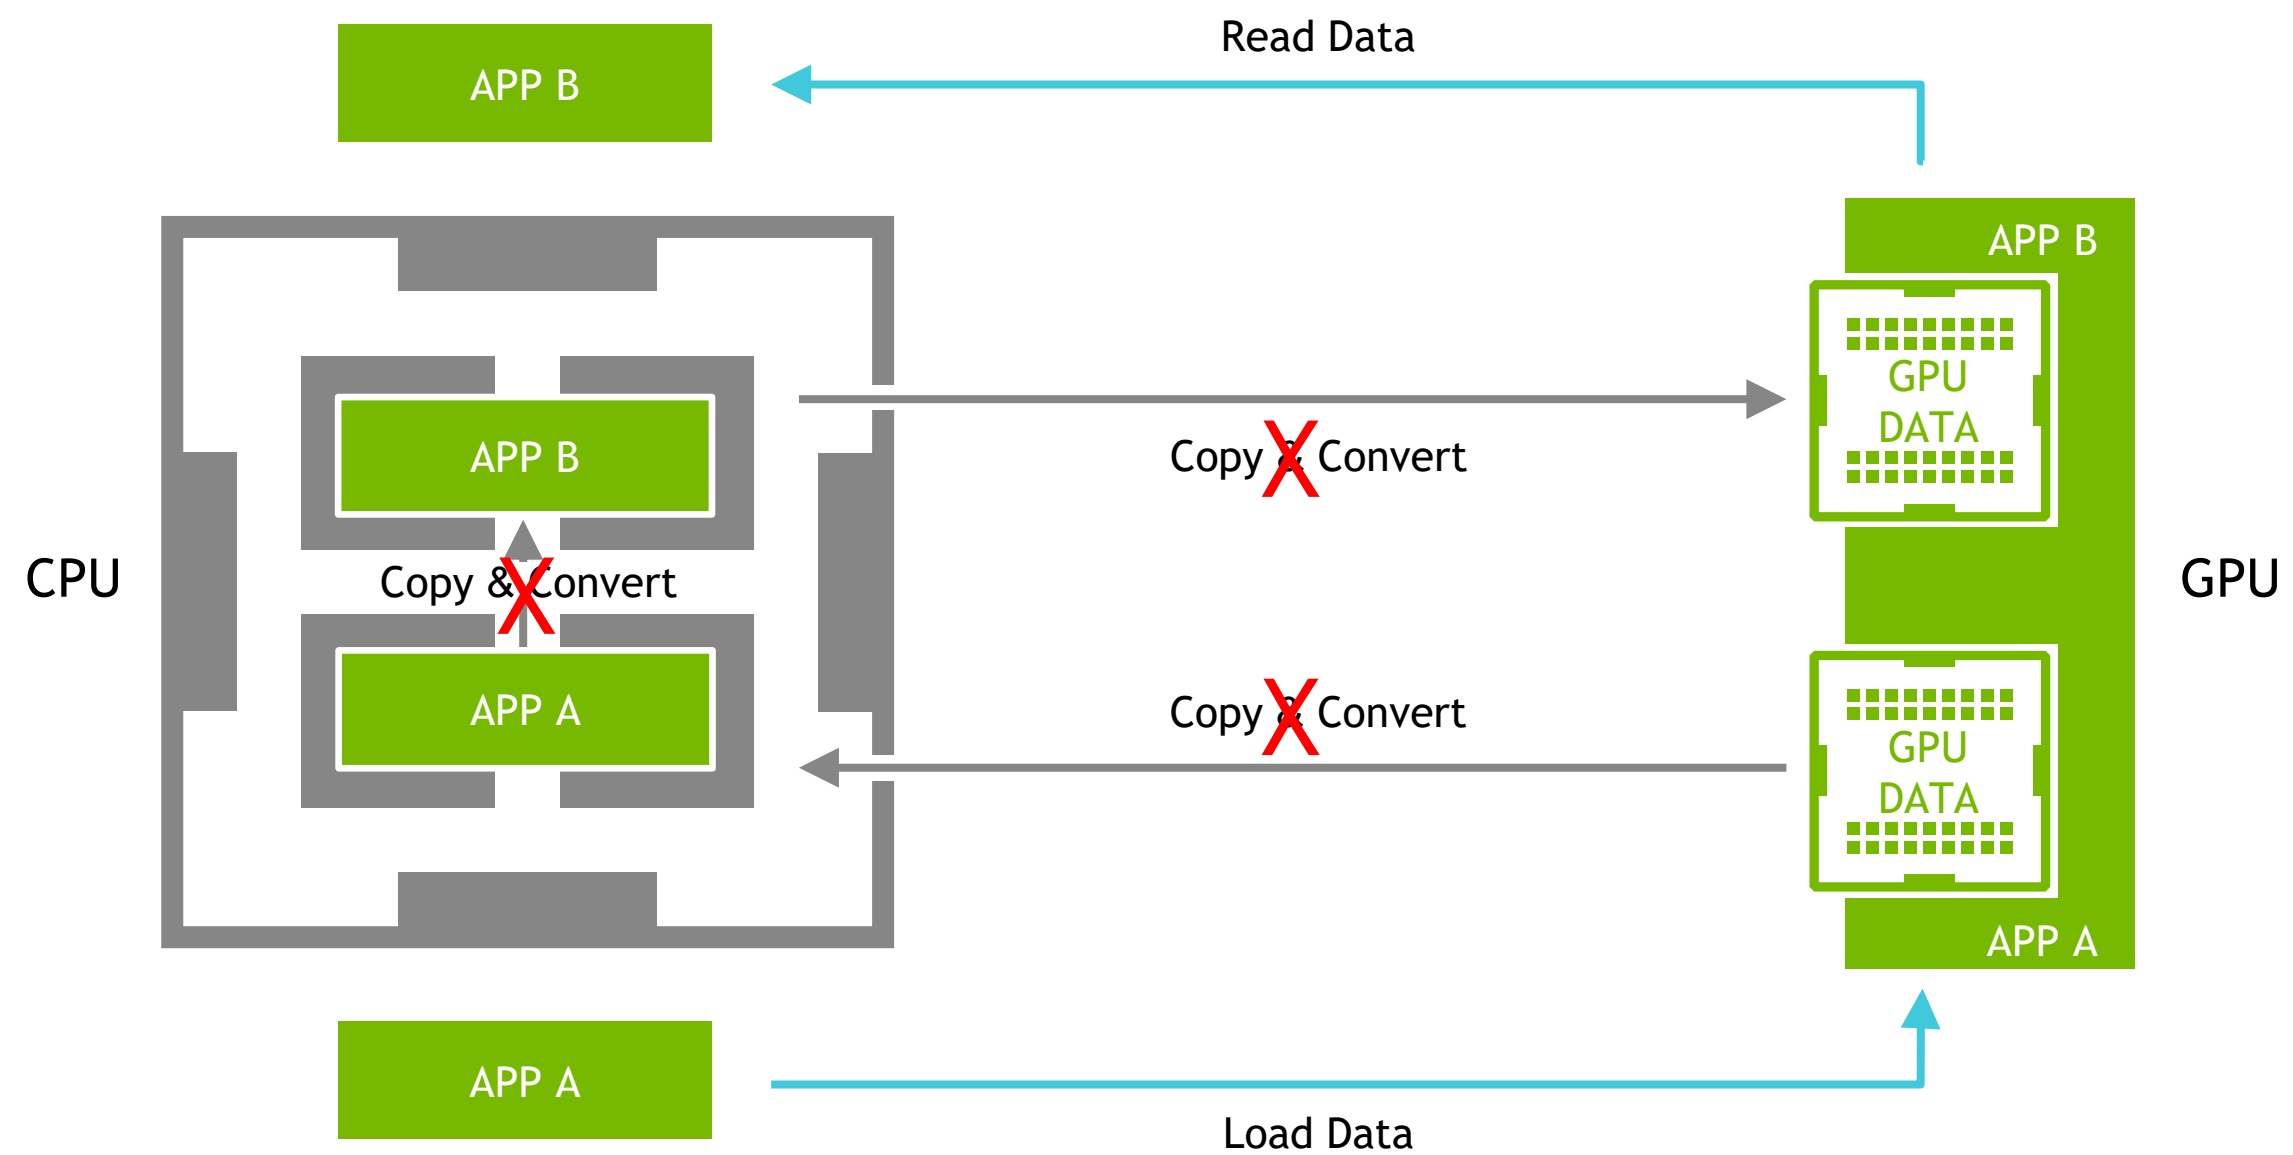 Read Data
APP B
APP B
GPU
DATA
Copy & Convert
APP B
CPU
Copy & Convert
GPU
APP A
Copy & Convert
GPU
DATA
APP A
APP A
Load Data